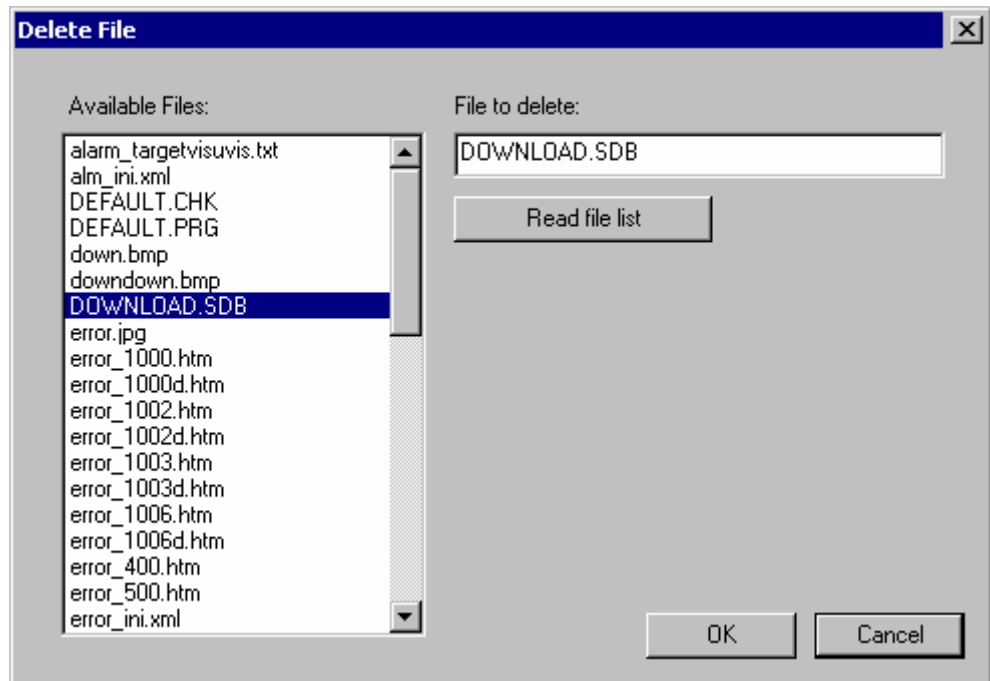 Delete File
Available Files:
alarm_targetvisuvis.txt
alm_ini.xml
DEFAULT.CHK
DEFAULT.PRG
down.bmp
downdown.bmp
DOWNLOAD.SDB
error.jpg
error_1000.htm
error_1000d.htm
error_1002.htm
error_1002d.htm
error_1003.htm
error_1003d.htm
error_1006.htm
error_1006d.htm
error_400.htm
error_500.htm
error_ini.xml
File to delete:
DOWNLOAD.SDB
Read file list
OK
Cancel